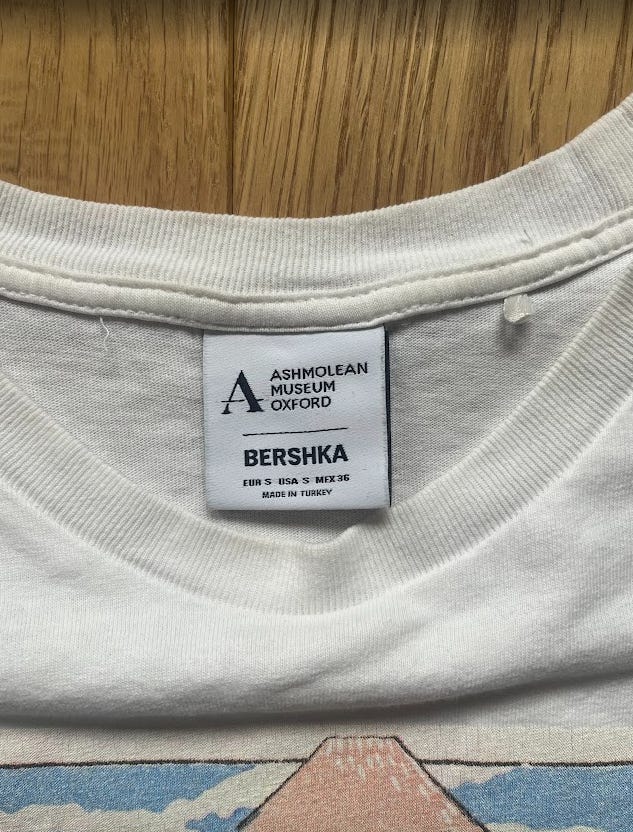 A
ASHMOLEAN
MUSEUM
OXFORD
BERSHKA
EUR S USA S MEX 36
MADE IN TURKEY